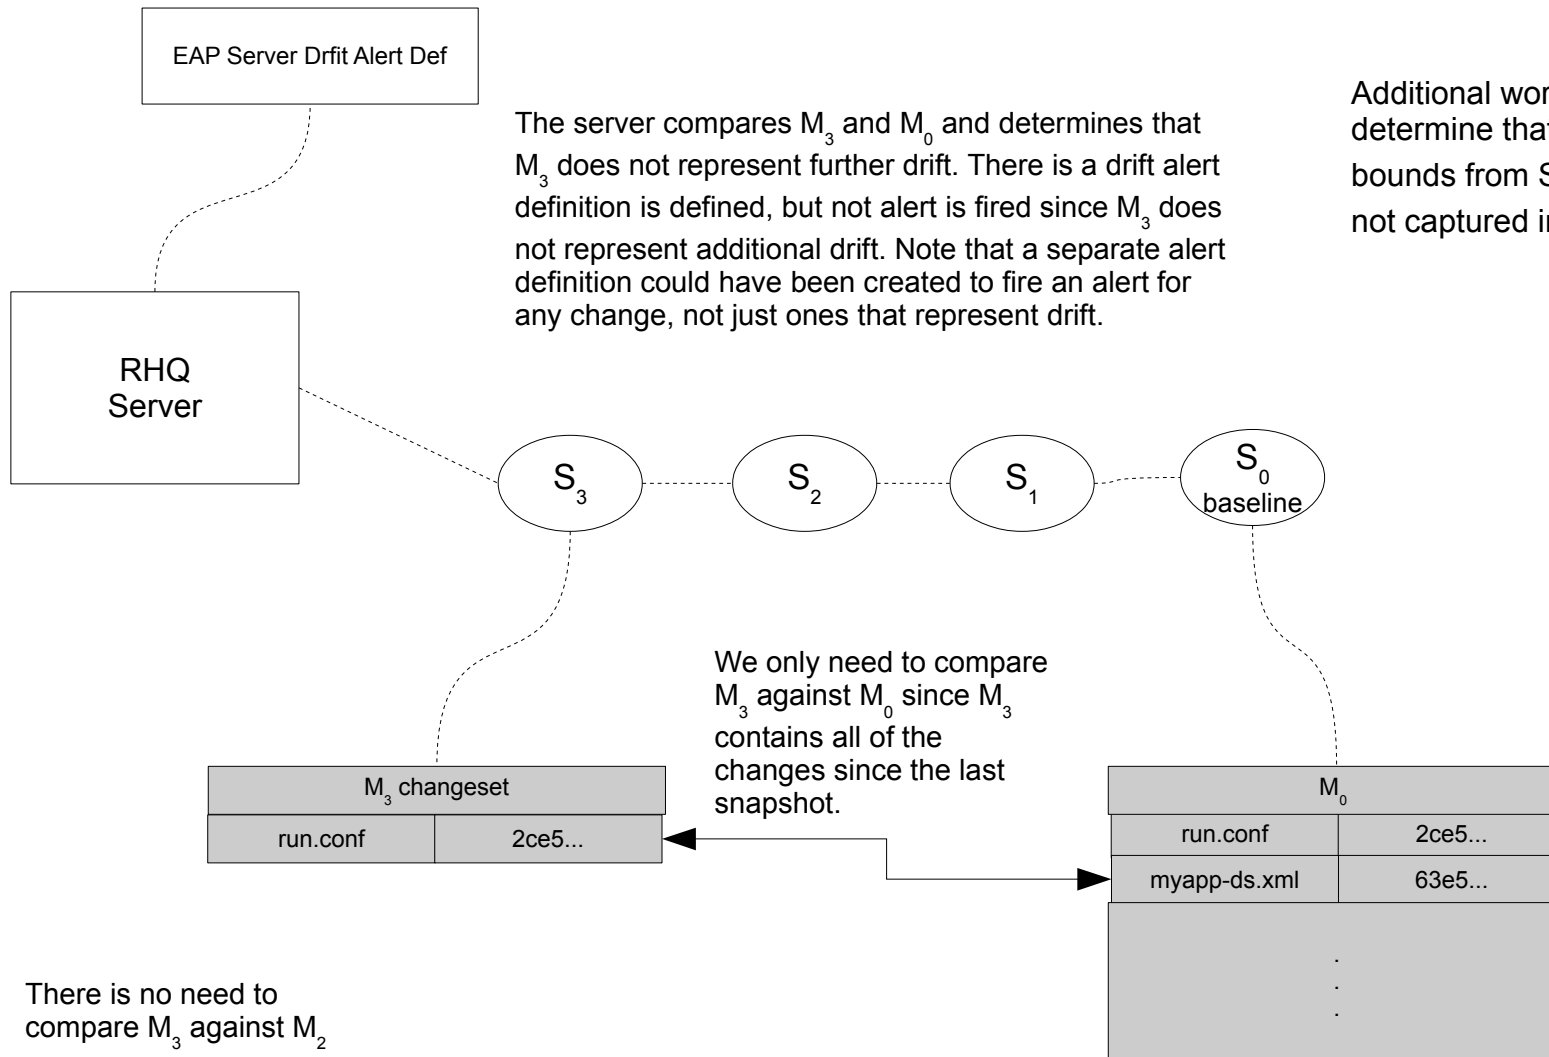 EAP Server Drfit Alert Def
The server compares M3 and M0 and determines that
M3 does not represent further drift. There is a drift alert
definition is defined, but not alert is fired since M3 does
not represent additional drift. Note that a separate alert
definition could have been created to fire an alert for
any change, not just ones that represent drift.
Additional
determine
bounds from
not captured
RHQ
Server
S3
S2
S1
S0
baseline
We only need to compare
M3 against M0 since M3
contains all of the
changes since the last
snapshot.
M3 changeset
run.conf 2ce5...
M0
run.conf 2ce5...
myapp-ds.xml 63e5...
.
.
.
There is no need to
compare M3 against M2